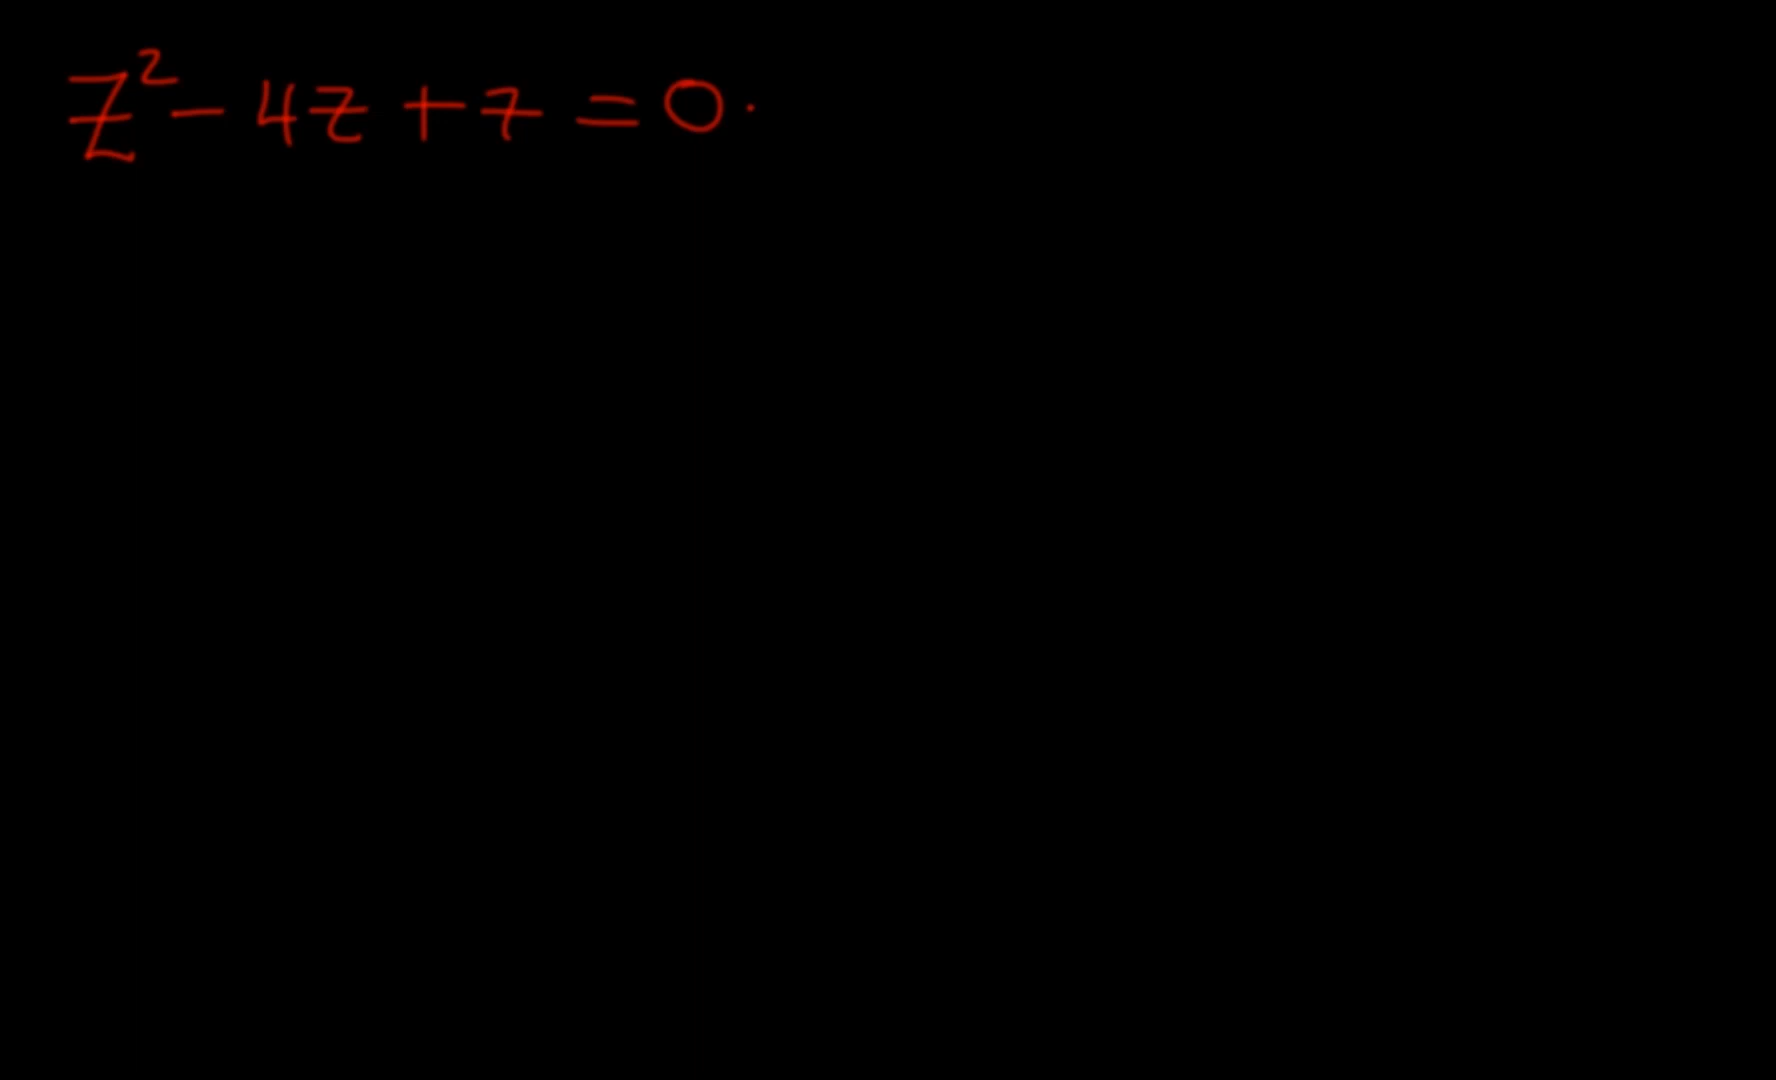 Z² - 4z + 7 = 0.